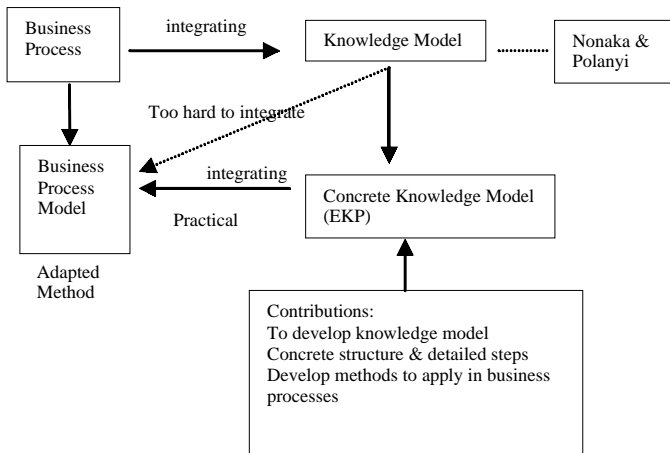 Business
Process
integrating
Knowledge Model
Nonaka &
Polanyi
Too hard to integrate
Business
Process
Model
integrating
Practical
Concrete Knowledge Model
(EKP)
Adapted
Method
Contributions:
To develop knowledge model
Concrete structure & detailed steps
Develop methods to apply in business
processes